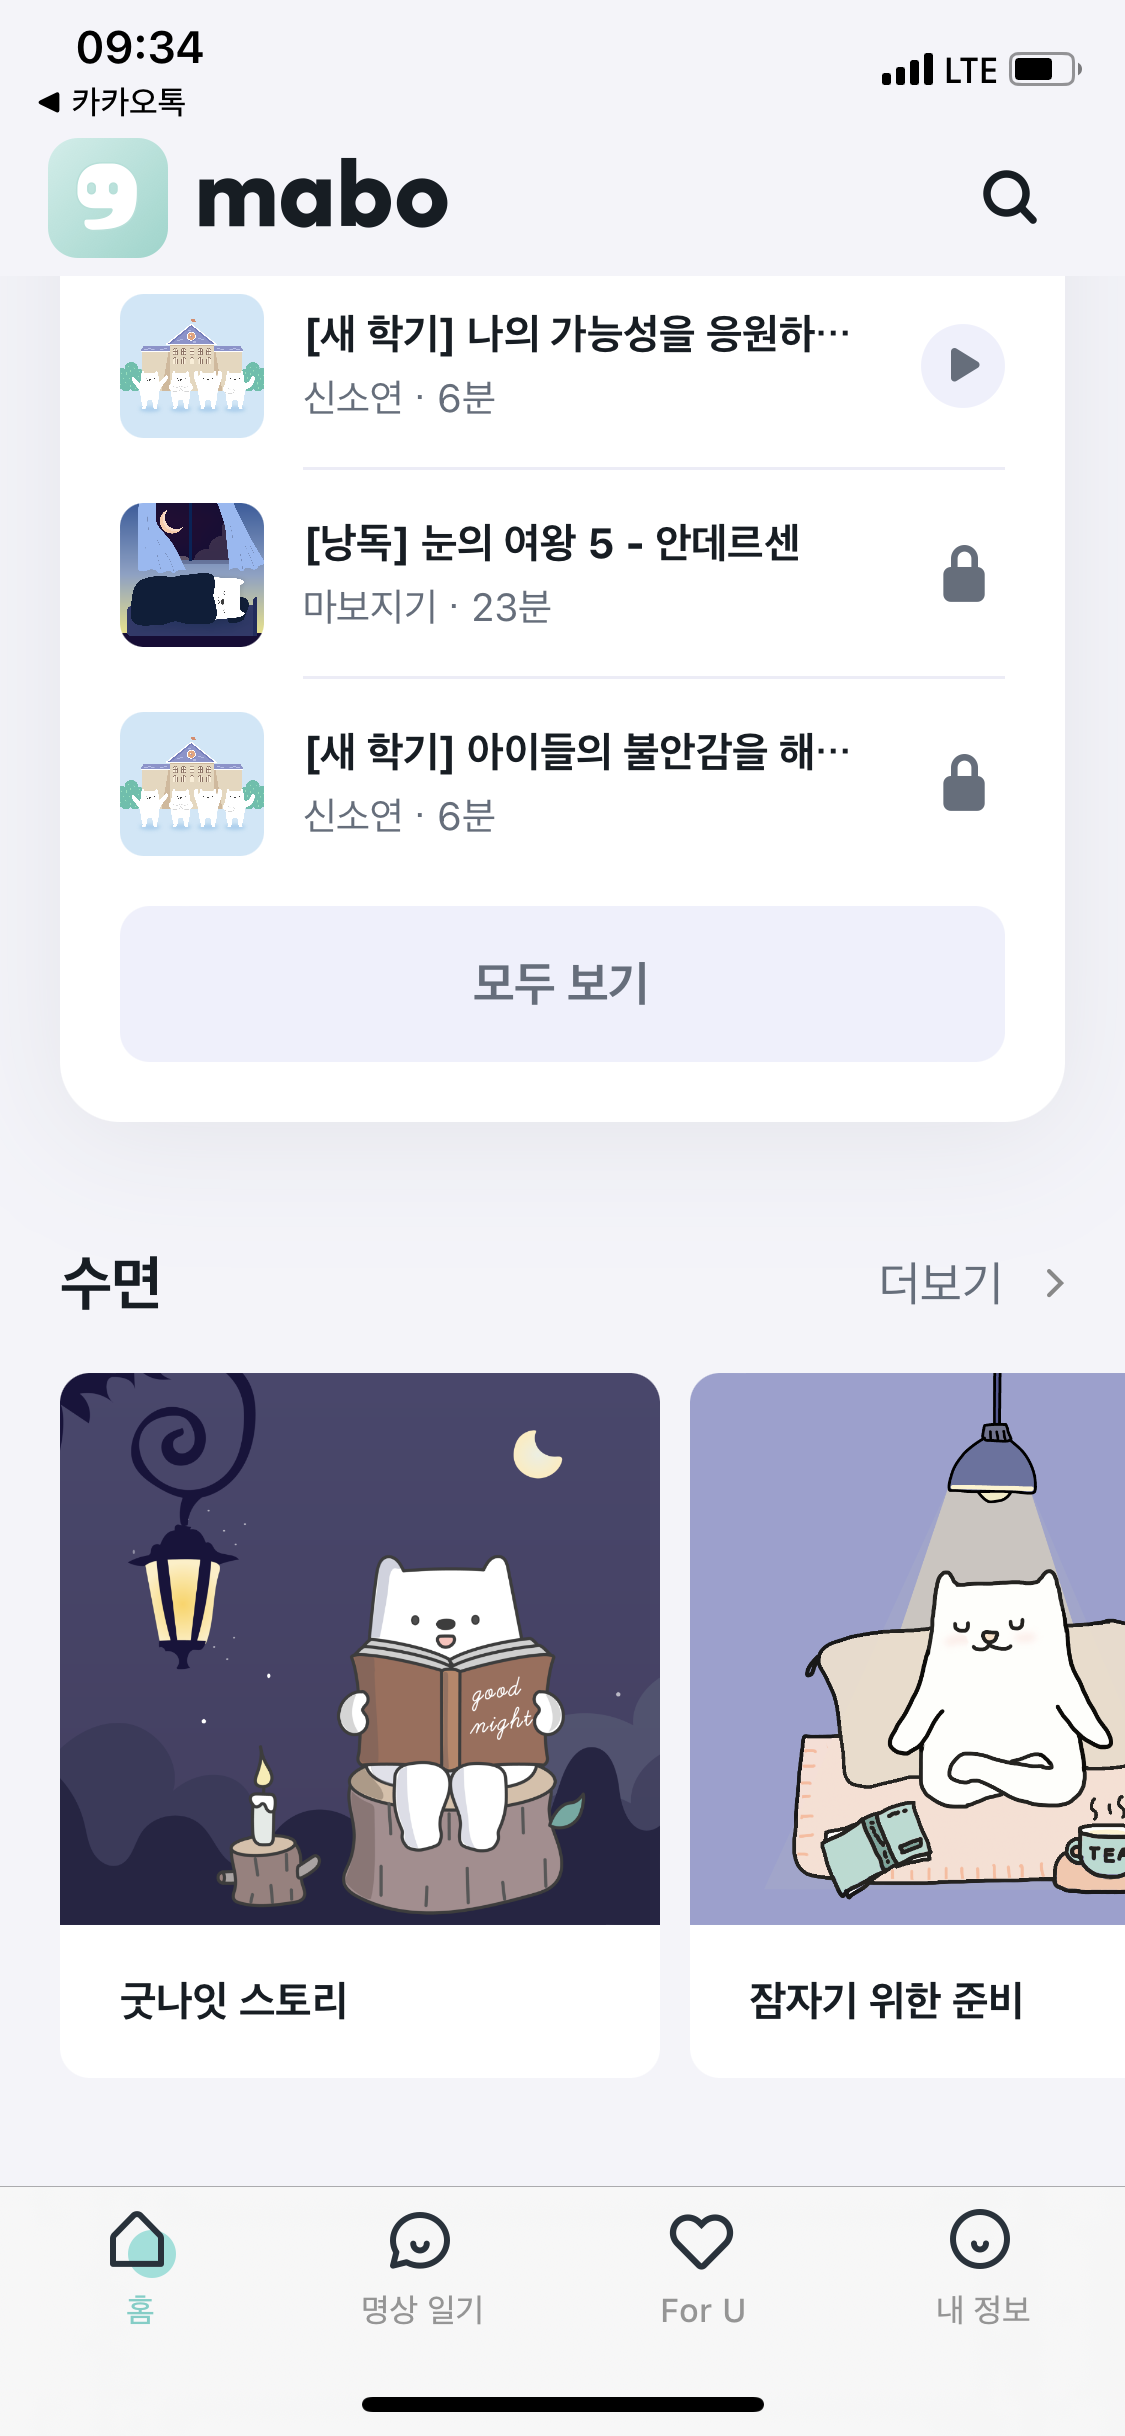 09:34
LTE
◀ 카카오톡
mabo
[새 학기] 나의 가능성을 응원하…
신소연 · 6분
[낭독] 눈의 여왕 5 - 안데르센
마보지기 · 23분
[새 학기] 아이들의 불안감을 해…
신소연 · 6분
모두 보기
수면
더보기
good
night
TEA
굿나잇 스토리
잠자기 위한 준비
홈
명상 일기
For U
내 정보